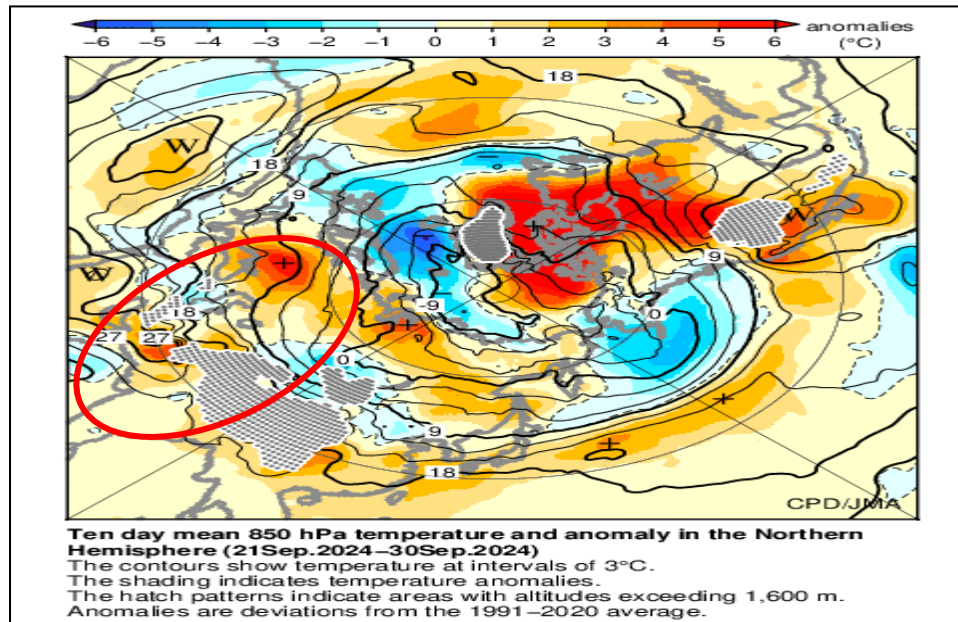 anomalies
−6 −5 −4 −3 −2 −1 0 1 2 3 4 5 6 (°C)
18
W
18
9
W
+
+
W
9
W
-9
18
0
27 27
+
0
+
9
+
18
CPD/JMA
Ten day mean 850 hPa temperature and anomaly in the Northern
Hemisphere (21Sep.2024−30Sep.2024)
The contours show temperature at intervals of 3°C.
The shading indicates temperature anomalies.
The hatch patterns indicate areas with altitudes exceeding 1,600 m.
Anomalies are deviations from the 1991−2020 average.